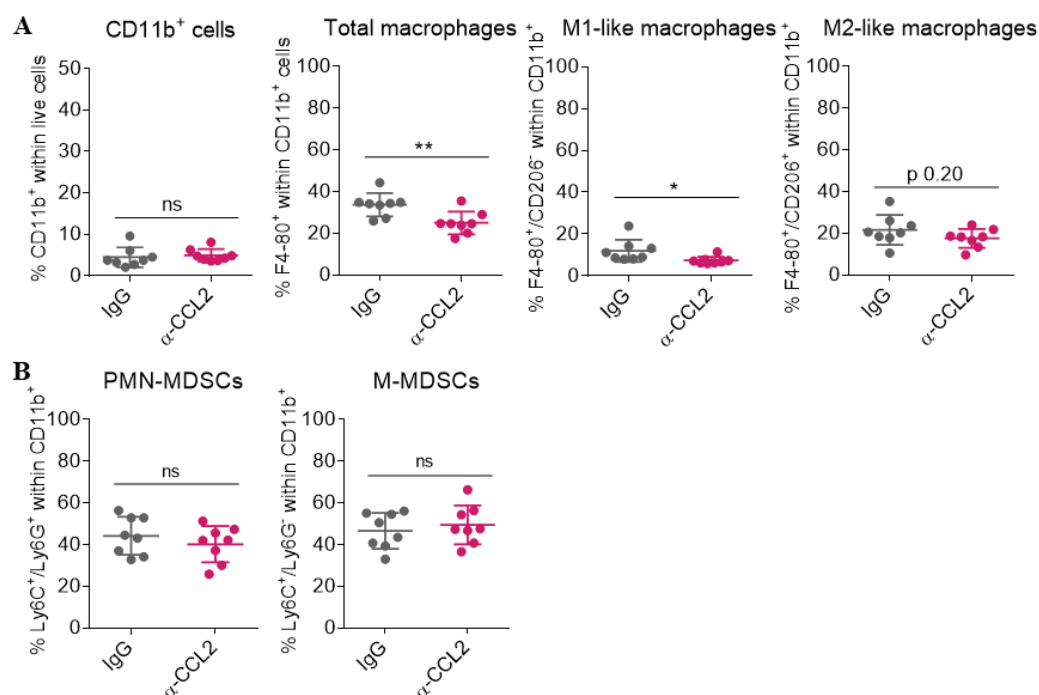 A
CD11b⁺ cells
% CD11b⁺ within live cells
50
40
30
20
10
0
ns
IgG
α-CCL2
Total macrophages
% F4-80⁺ within CD11b⁺ cells
100
80
60
40
20
0
**
IgG
α-CCL2
M1-like macrophages
% F4-80⁺/CD206⁻ within CD11b⁺
100
80
60
40
20
0
*
IgG
α-CCL2
M2-like macrophages
% F4-80⁺/CD206⁺ within CD11b⁺
100
80
60
40
20
0
p 0.20
IgG
α-CCL2
B
PMN-MDSCs
% Ly6C⁺/Ly6G⁺ within CD11b⁺
100
80
60
40
20
0
ns
IgG
α-CCL2
M-MDSCs
% Ly6C⁺/Ly6G⁻ within CD11b⁺
100
80
60
40
20
0
ns
IgG
α-CCL2